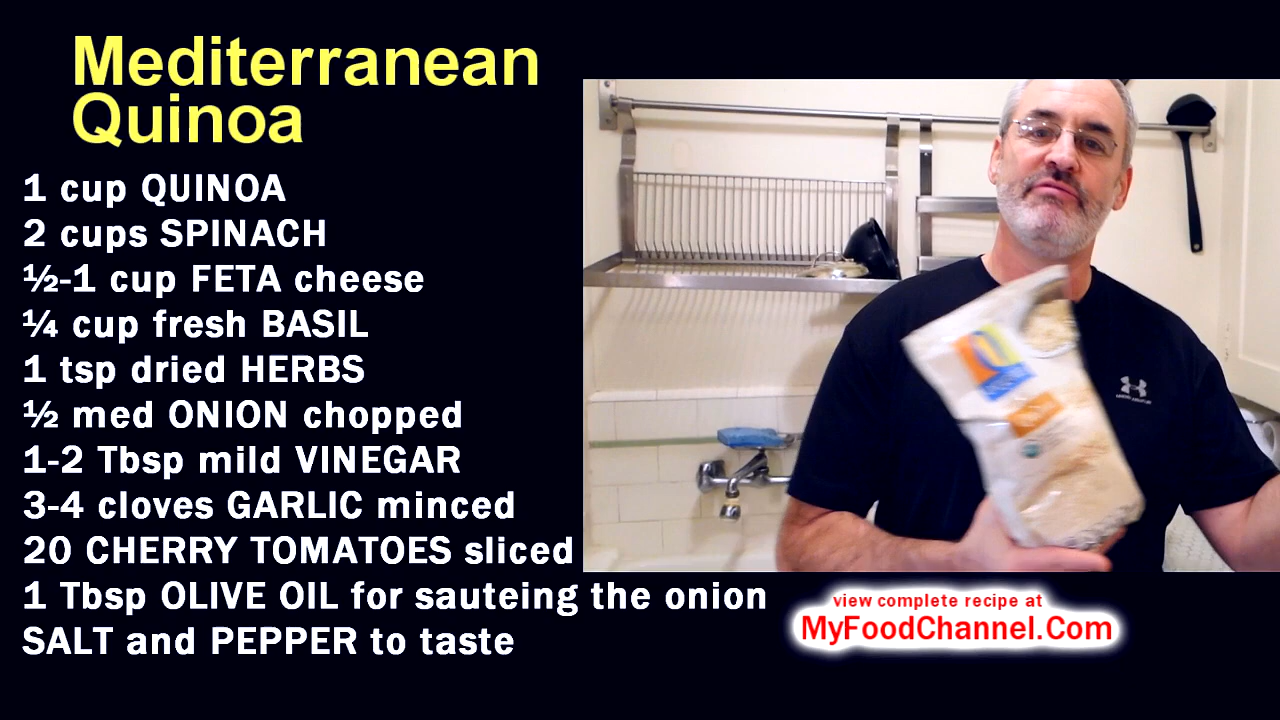 Mediterranean
Quinoa
1 cup QUINOA
2 cups SPINACH
½-1 cup FETA cheese
¼ cup fresh BASIL
1 tsp dried HERBS
½ med ONION chopped
1-2 Tbsp mild VINEGAR
3-4 cloves GARLIC minced
20 CHERRY TOMATOES sliced
1 Tbsp OLIVE OIL for sauteing the onion
SALT and PEPPER to taste
view complete recipe at
MyFoodChannel.Com